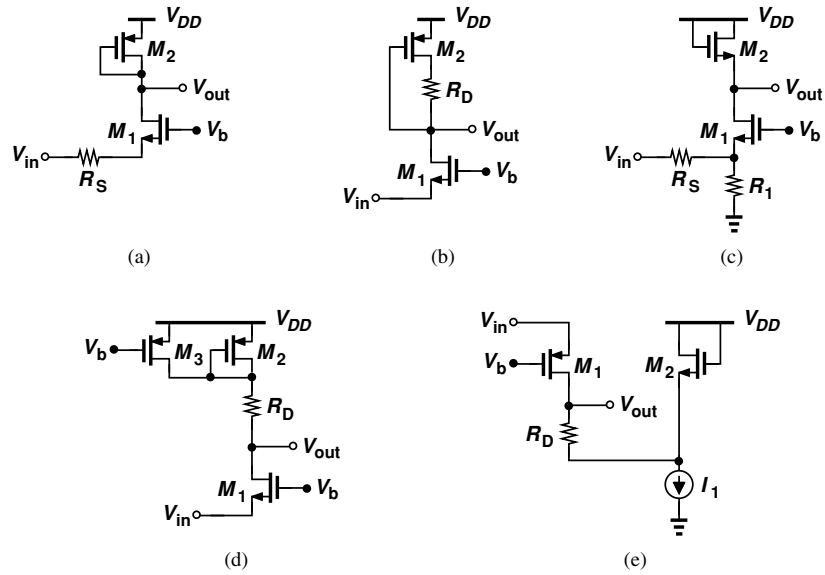 V_DD
M_2
V_out
M_1
V_b
V_in
R_S
(a)
V_DD
M_2
R_D
V_out
M_1
V_b
V_in
(b)
V_DD
M_2
V_out
M_1
V_b
V_in
R_S
R_1
(c)
V_DD
V_b
M_3
M_2
R_D
V_out
M_1
V_b
V_in
(d)
V_in
V_DD
V_b
M_1
M_2
V_out
R_D
I_1
(e)